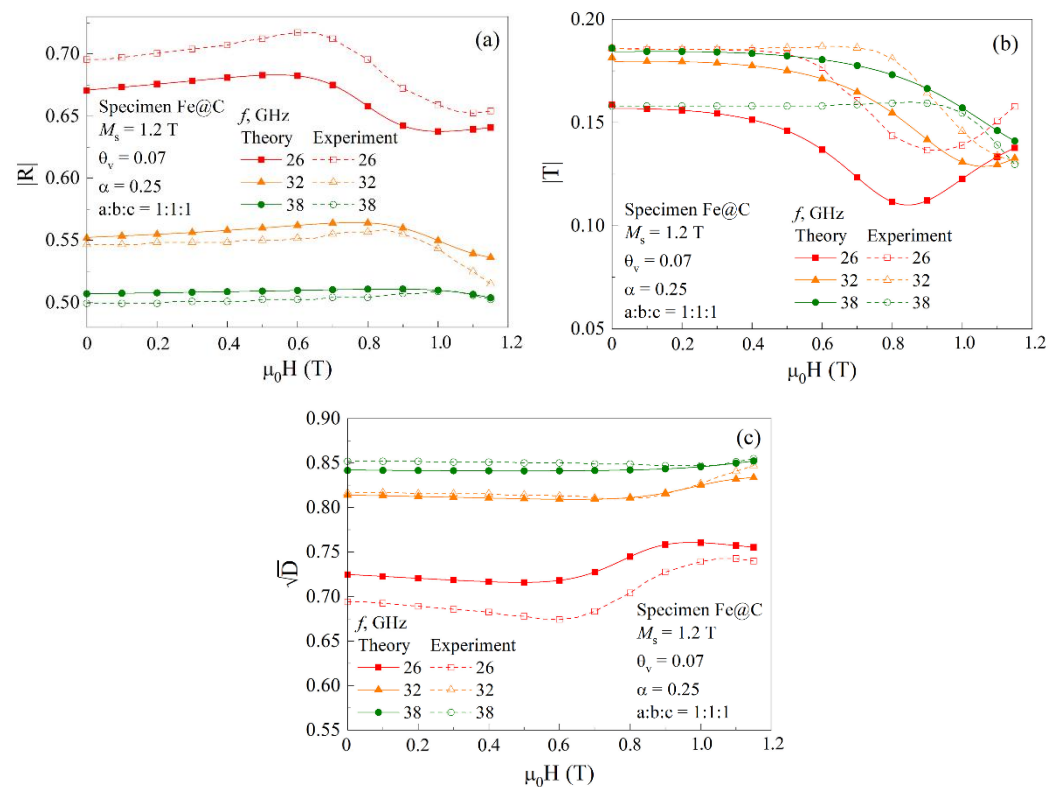 (a)
|R|
0.70
0.65
0.60
0.55
0.50
Specimen Fe@C
Mₛ = 1.2 T
θᵥ = 0.07
α = 0.25
a:b:c = 1:1:1
f, GHz
Theory Experiment
26 26
32 32
38 38
0 0.2 0.4 0.6 0.8 1.0 1.2
μ₀H (T)
(b)
|T|
0.20
0.15
0.10
0.05
Specimen Fe@C
Mₛ = 1.2 T
θᵥ = 0.07
α = 0.25
a:b:c = 1:1:1
f, GHz
Theory Experiment
26 26
32 32
38 38
0.0 0.2 0.4 0.6 0.8 1.0 1.2
μ₀H (T)
(c)
√D
0.90
0.85
0.80
0.75
0.70
0.65
0.60
0.55
f, GHz
Theory Experiment
26 26
32 32
38 38
Specimen Fe@C
Mₛ = 1.2 T
θᵥ = 0.07
α = 0.25
a:b:c = 1:1:1
0 0.2 0.4 0.6 0.8 1.0 1.2
μ₀H (T)